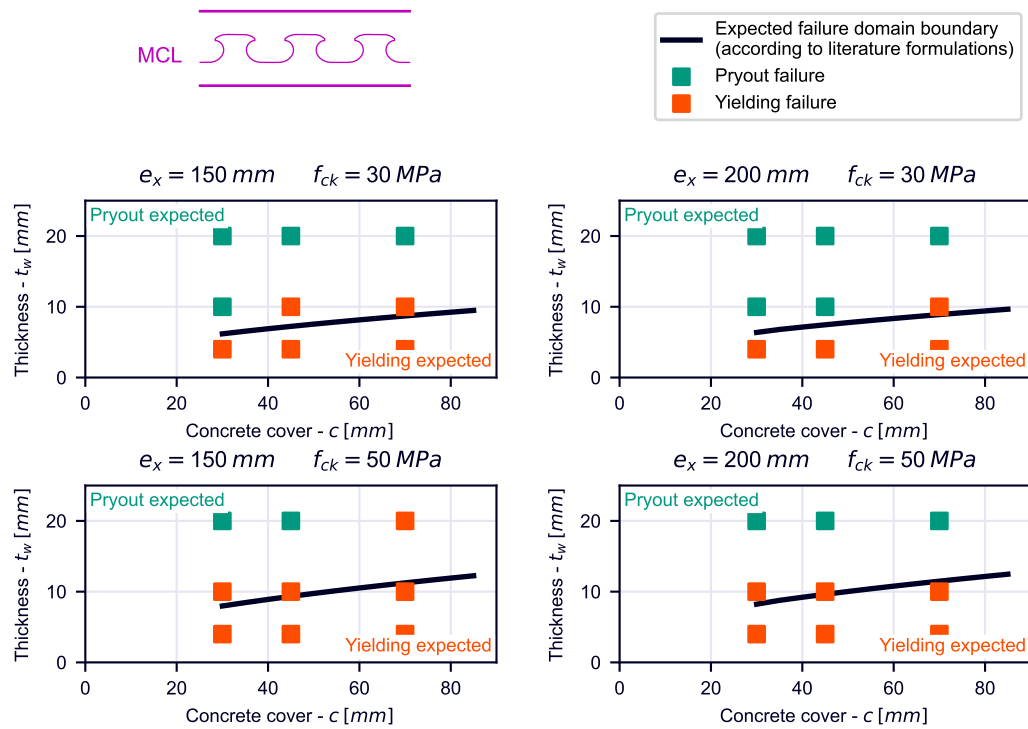 MCL
Expected failure domain boundary
(according to literature formulations)
Pryout failure
Yielding failure
e_x = 150 mm f_ck = 30 MPa
Thickness - t_w [mm]
20
10
0
Pryout expected
Yielding expected
0 20 40 60 80
Concrete cover - c [mm]
e_x = 200 mm f_ck = 30 MPa
Thickness - t_w [mm]
20
10
0
Pryout expected
Yielding expected
0 20 40 60 80
Concrete cover - c [mm]
e_x = 150 mm f_ck = 50 MPa
Thickness - t_w [mm]
20
10
0
Pryout expected
Yielding expected
0 20 40 60 80
Concrete cover - c [mm]
e_x = 200 mm f_ck = 50 MPa
Thickness - t_w [mm]
20
10
0
Pryout expected
Yielding expected
0 20 40 60 80
Concrete cover - c [mm]